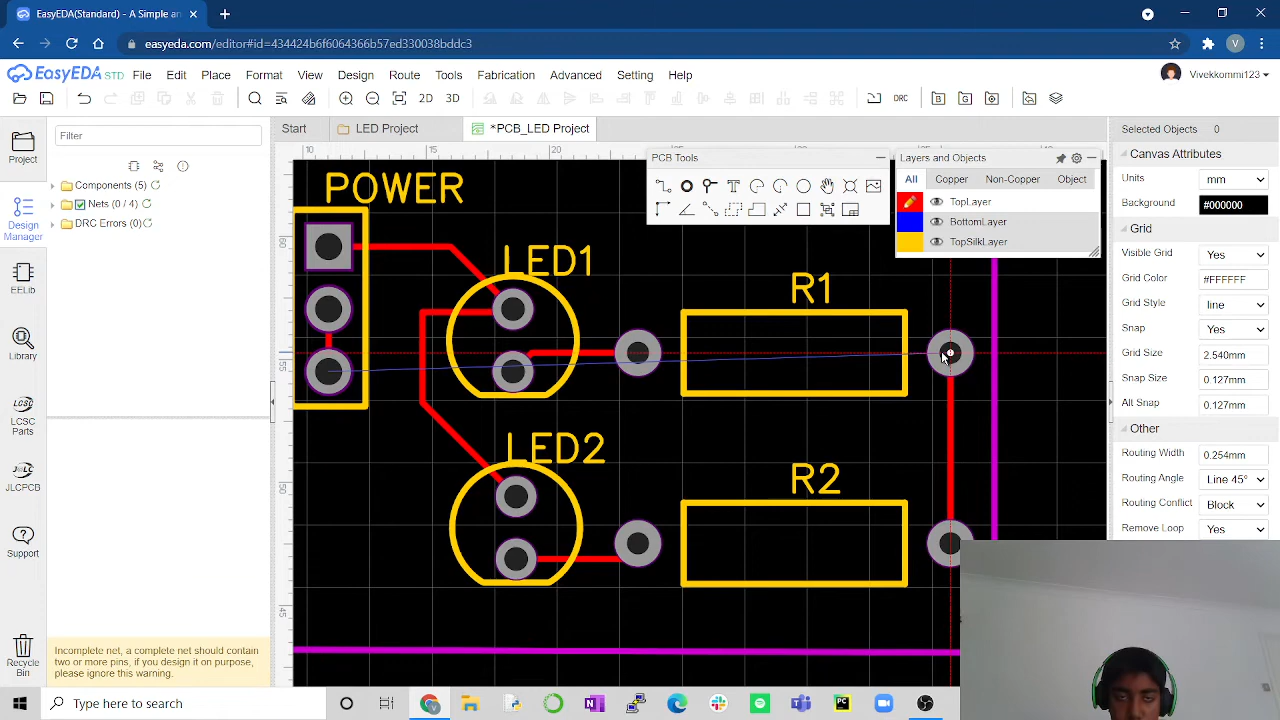 EasyEDA(Standard) - A Simple an
easyeda.com/editor#id=434424b6f6064366b57ed330038bddc3
V
EasyEDA STD File Edit Place Format View Design Route Tools Fabrication Advanced Setting Help
Vivekkommi123
2D 3D DRC B G
Project
Design Manager
EELib
Library
LCSC Parts
JLCPCB
Support
Recycle Bin
Filter
Components (5)
Nets (0 / 4)
DRC Errors (0)
Incomplete net, a complete net should contain
two or more pins, if you design it on purpose,
please ignore this warning.
Start LED Project *PCB_LED Project
10 15 20
60
55
50
45
POWER
LED1
R1
LED2
R2
PCB Tools
Layers and Objects
All Copper Non-Copper Object
TopLayer
BottomLayer
TopSilkLayer
Selected Objects 0
Canvas Attributes
Units mm
Background #000000
Grid
Visible Grid Yes
Grid Color #FFFFFF
Grid Style line
Snap Yes
Grid Size 2.540mm
Snap Size 0.127mm
Alt Snap 0.127mm
Other
Routing Width 0.254mm
Routing Angle Line 45°
Routing Conflict Block
Remove Loop Yes
Type here to search